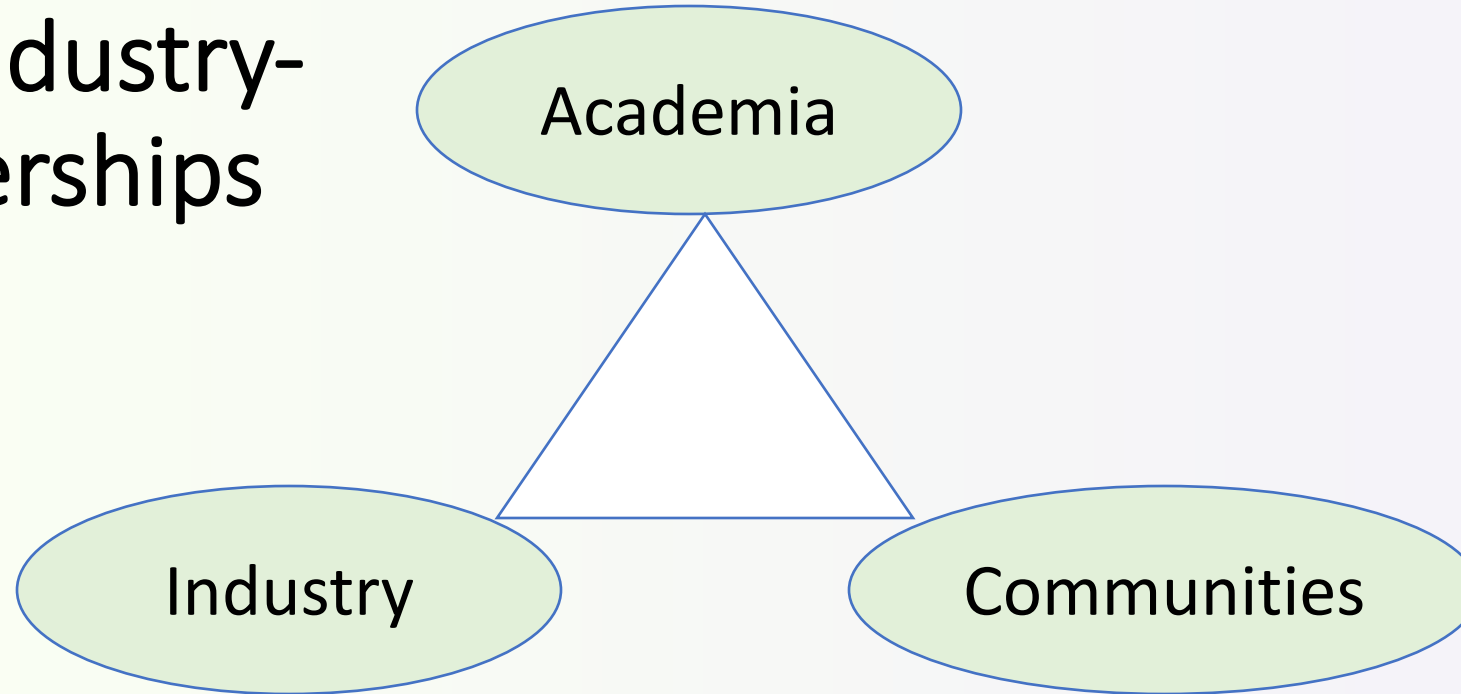 dustry-
erships
Academia
Industry
Communities